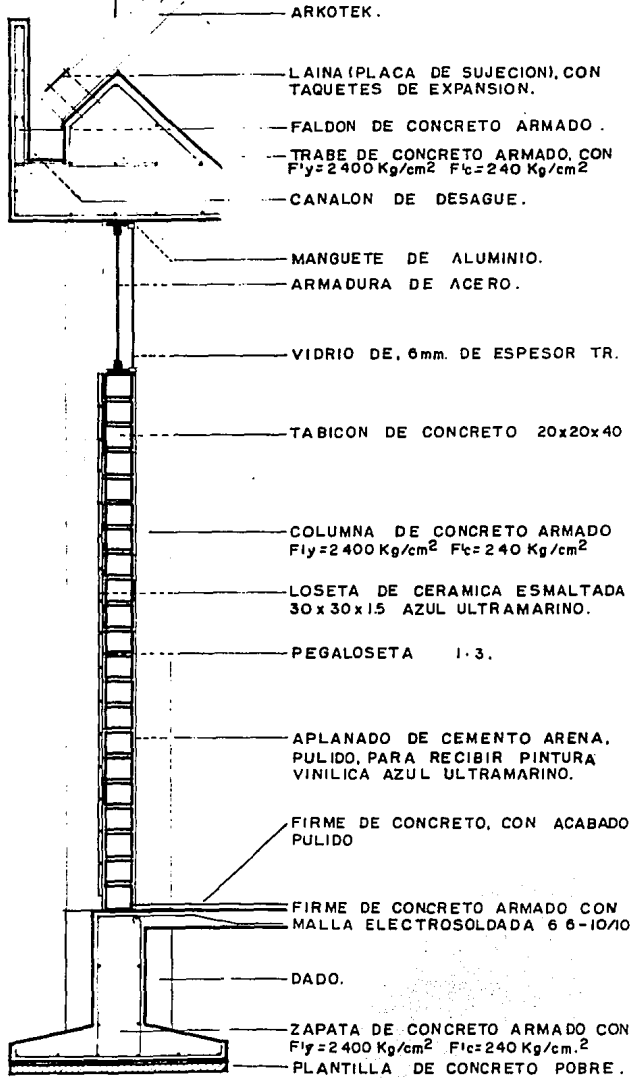 ARKOTEK.
LAINA (PLACA DE SUJECION), CON
TAQUETES DE EXPANSION.
FALDON DE CONCRETO ARMADO.
TRABE DE CONCRETO ARMADO, CON
F'y=2400 Kg/cm² F'c=240 Kg/cm²
CANALON DE DESAGUE.
MANGUETE DE ALUMINIO.
ARMADURA DE ACERO.
VIDRIO DE, 6mm. DE ESPESOR TR.
TABICON DE CONCRETO 20x20x40
COLUMNA DE CONCRETO ARMADO
F'y=2400 Kg/cm² F'c=240 Kg/cm²
LOSETA DE CERAMICA ESMALTADA
30x30x1.5 AZUL ULTRAMARINO.
PEGALOSETA 1·3.
APLANADO DE CEMENTO ARENA,
PULIDO, PARA RECIBIR PINTURA
VINILICA AZUL ULTRAMARINO.
FIRME DE CONCRETO, CON ACABADO
PULIDO
FIRME DE CONCRETO ARMADO CON
MALLA ELECTROSOLDADA 6 6-10/10
DADO.
ZAPATA DE CONCRETO ARMADO CON
F'y=2400 Kg/cm² F'c=240 Kg/cm.²
PLANTILLA DE CONCRETO POBRE.